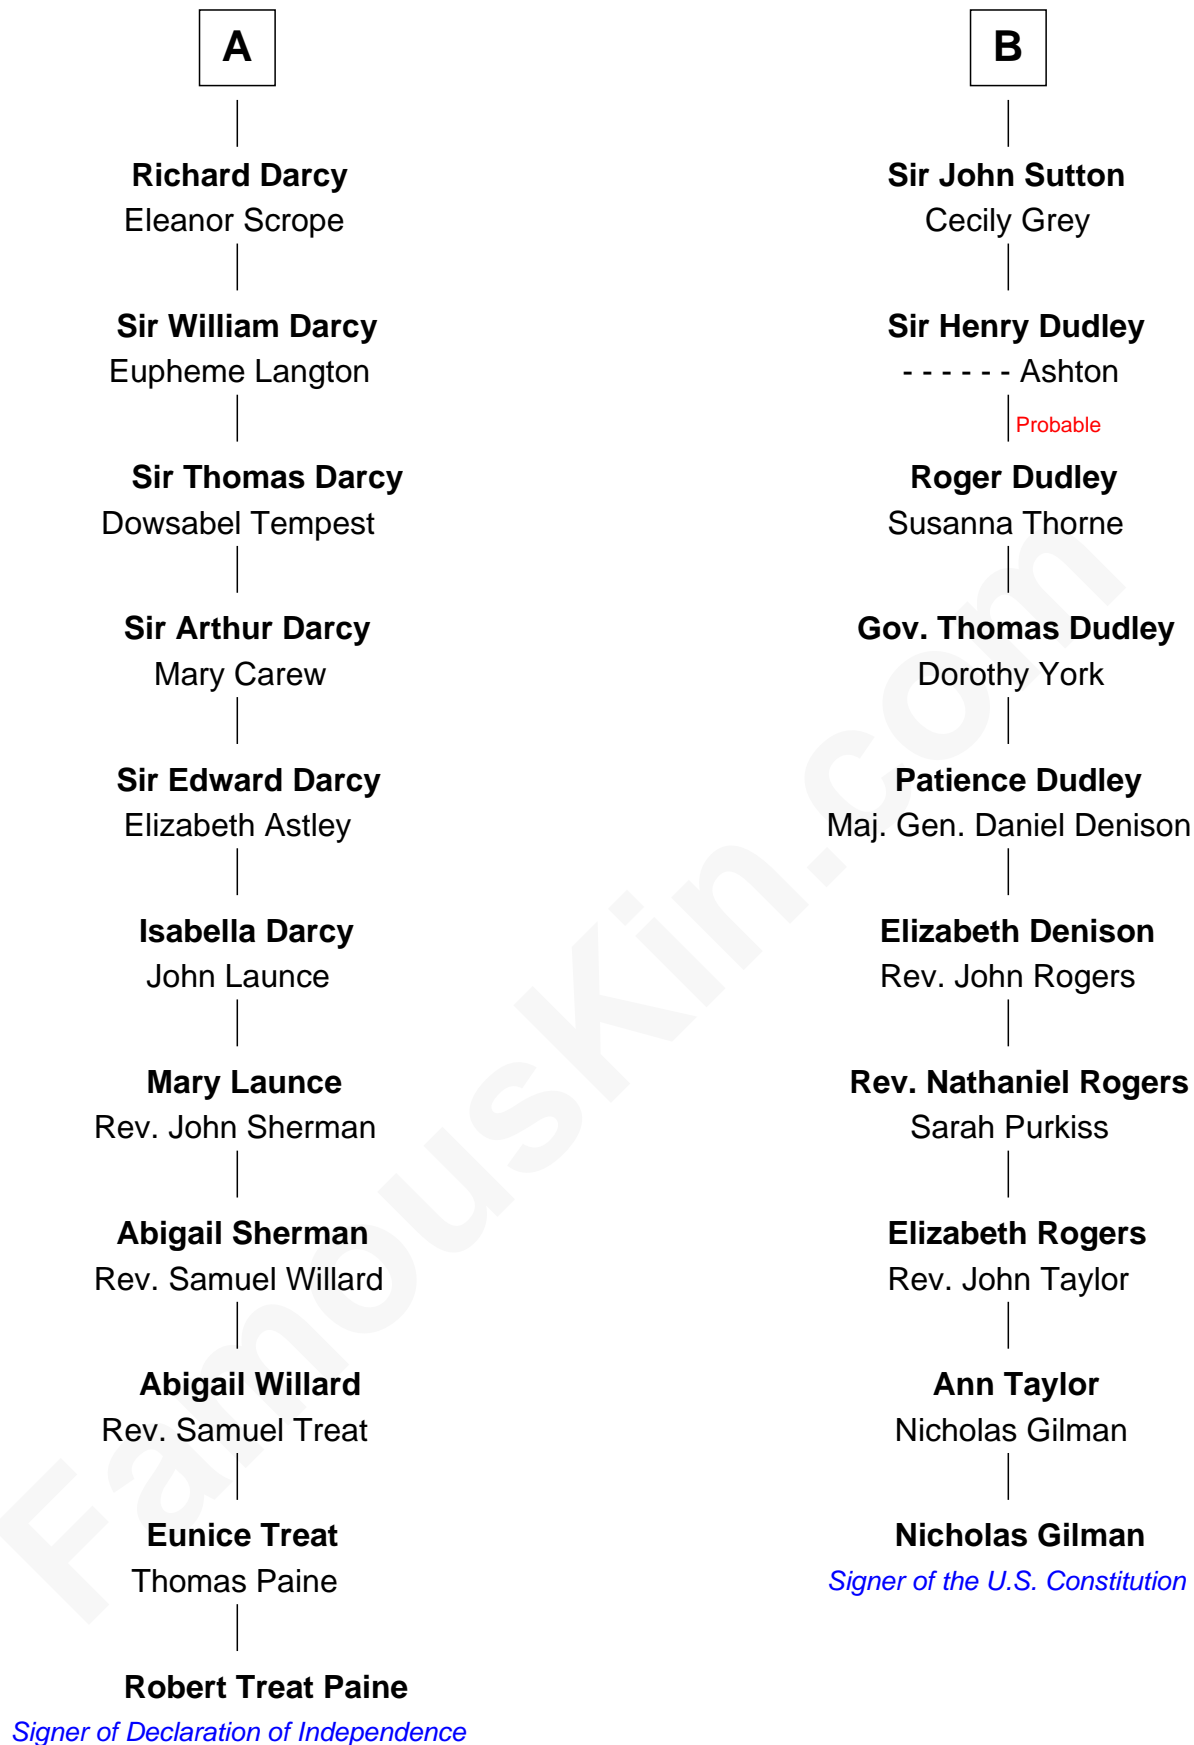 A
Richard Darcy
Eleanor Scrope
Sir William Darcy
Eupheme Langton
Sir Thomas Darcy
Dowsabel Tempest
Sir Arthur Darcy
Mary Carew
Sir Edward Darcy
Elizabeth Astley
Isabella Darcy
John Launce
Mary Launce
Rev. John Sherman
Abigail Sherman
Rev. Samuel Willard
Abigail Willard
Rev. Samuel Treat
Eunice Treat
Thomas Paine
Robert Treat Paine
Signer of Declaration of Independence
B
Sir John Sutton
Cecily Grey
Sir Henry Dudley
- - - - - - Ashton
Probable
Roger Dudley
Susanna Thorne
Gov. Thomas Dudley
Dorothy York
Patience Dudley
Maj. Gen. Daniel Denison
Elizabeth Denison
Rev. John Rogers
Rev. Nathaniel Rogers
Sarah Purkiss
Elizabeth Rogers
Rev. John Taylor
Ann Taylor
Nicholas Gilman
Nicholas Gilman
Signer of the U.S. Constitution
FamousKin.com